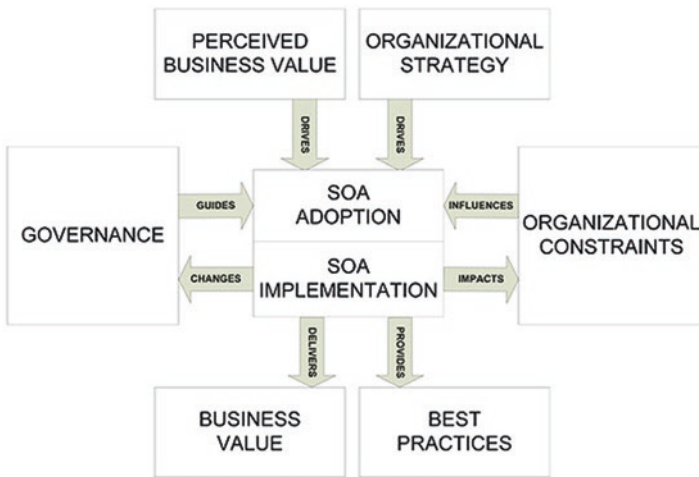 PERCEIVED
BUSINESS VALUE
ORGANIZATIONAL
STRATEGY
DRIVES
DRIVES
GOVERNANCE
GUIDES
SOA
ADOPTION
INFLUENCES
ORGANIZATIONAL
CONSTRAINTS
CHANGES
SOA
IMPLEMENTATION
IMPACTS
DELIVERS
PROVIDES
BUSINESS
VALUE
BEST
PRACTICES